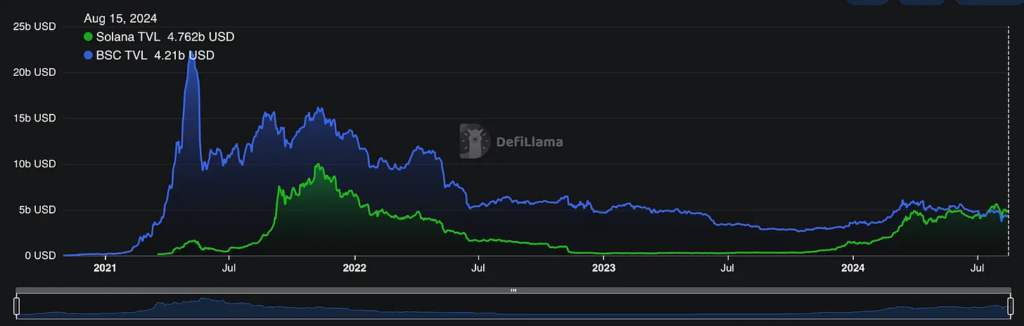 Aug 15, 2024
Solana TVL 4.762b USD
BSC TVL 4.21b USD
25b USD
20b USD
15b USD
10b USD
5b USD
0 USD
DefiLlama
2021 Jul 2022 Jul 2023 Jul 2024 Jul